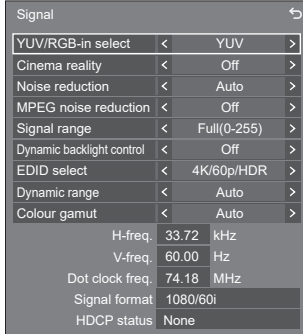 Signal
YUV/RGB-in select < YUV >
Cinema reality < Off >
Noise reduction < Auto >
MPEG noise reduction < Off >
Signal range < Full(0-255) >
Dynamic backlight control < Off >
EDID select < 4K/60p/HDR >
Dynamic range < Auto >
Colour gamut < Auto >
H-freq. 33.72 kHz
V-freq. 60.00 Hz
Dot clock freq. 74.18 MHz
Signal format 1080/60i
HDCP status None